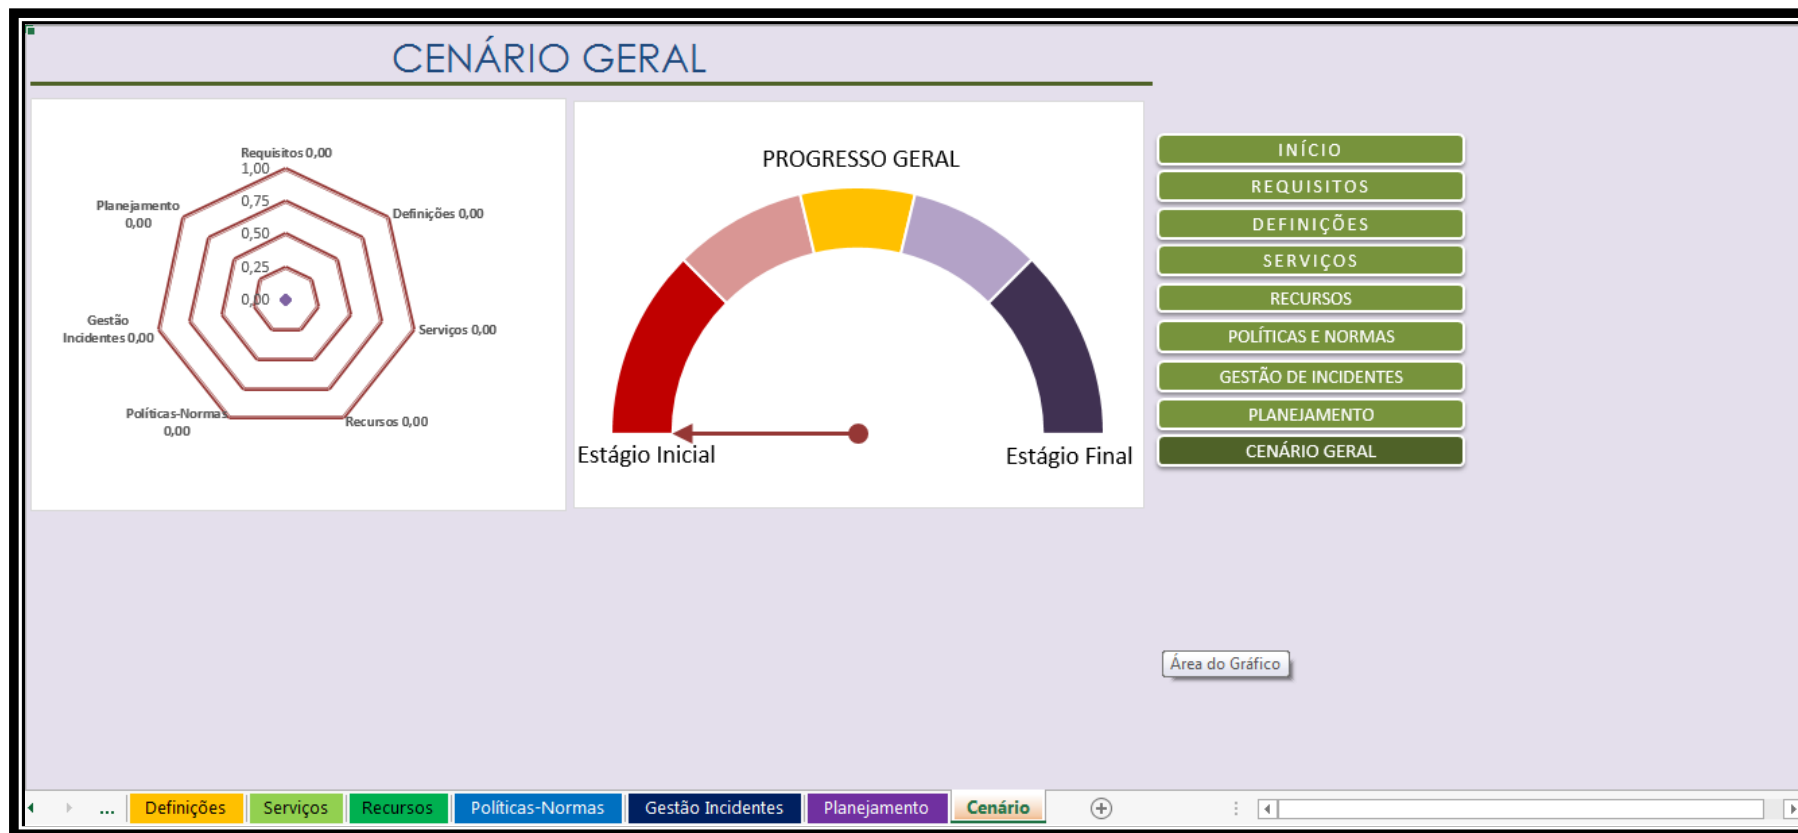 CENÁRIO GERAL
Requisitos 0,00
1,00
0,75
0,50
0,25
0,00
Definições 0,00
Serviços 0,00
Recursos 0,00
Políticas-Normas
0,00
Gestão
Incidentes 0,00
Planejamento
0,00
PROGRESSO GERAL
Estágio Inicial
Estágio Final
INÍCIO
REQUISITOS
DEFINIÇÕES
SERVIÇOS
RECURSOS
POLÍTICAS E NORMAS
GESTÃO DE INCIDENTES
PLANEJAMENTO
CENÁRIO GERAL
Área do Gráfico
... Definições Serviços Recursos Políticas-Normas Gestão Incidentes Planejamento Cenário